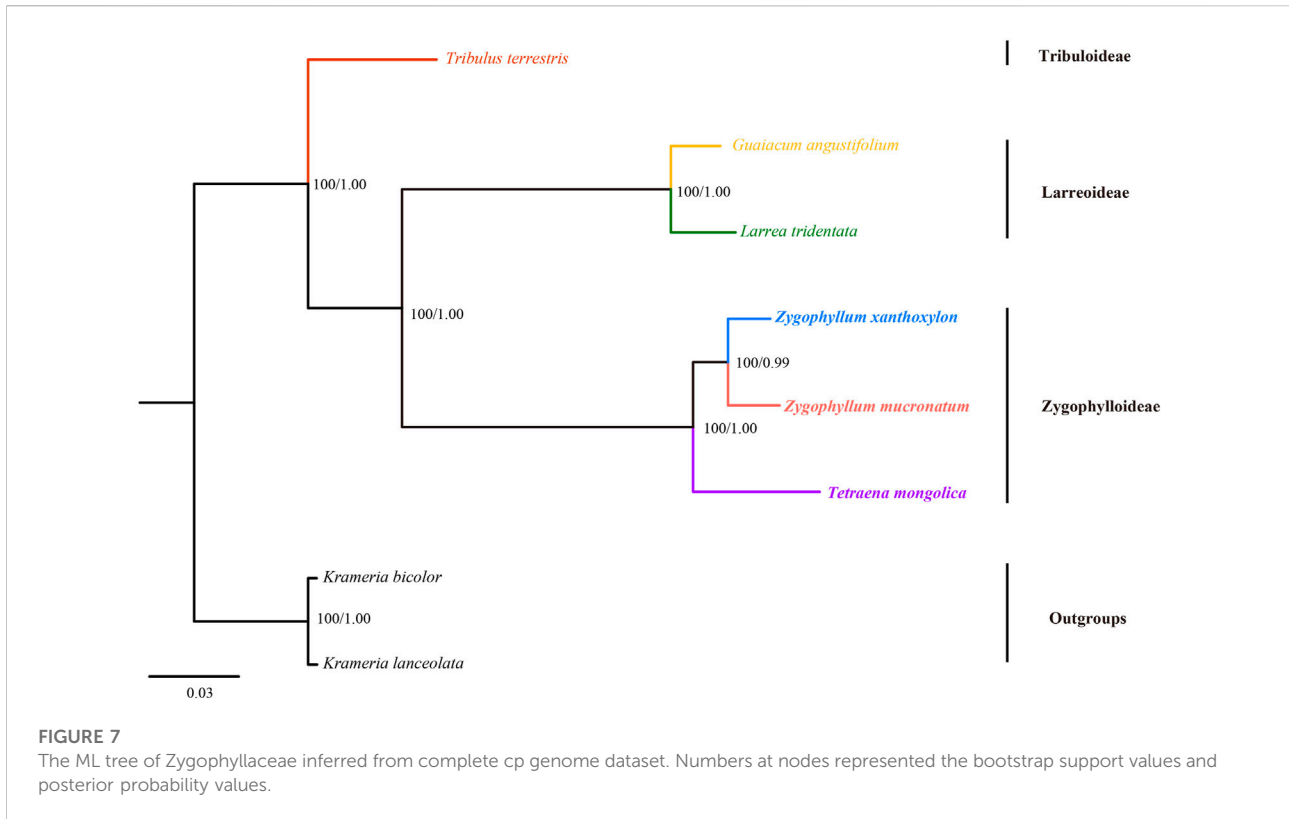 Tribulus terrestris
Tribuloideae
Guaiacum angustifolium
100/1.00
100/1.00
Larreoideae
Larrea tridentata
100/1.00
Zygophyllum xanthoxylon
100/0.99
Zygophyllum mucronatum
Zygophylloideae
100/1.00
Tetraena mongolica
Krameria bicolor
100/1.00
Outgroups
Krameria lanceolata
0.03
FIGURE 7
The ML tree of Zygophyllaceae inferred from complete cp genome dataset. Numbers at nodes represented the bootstrap support values and
posterior probability values.